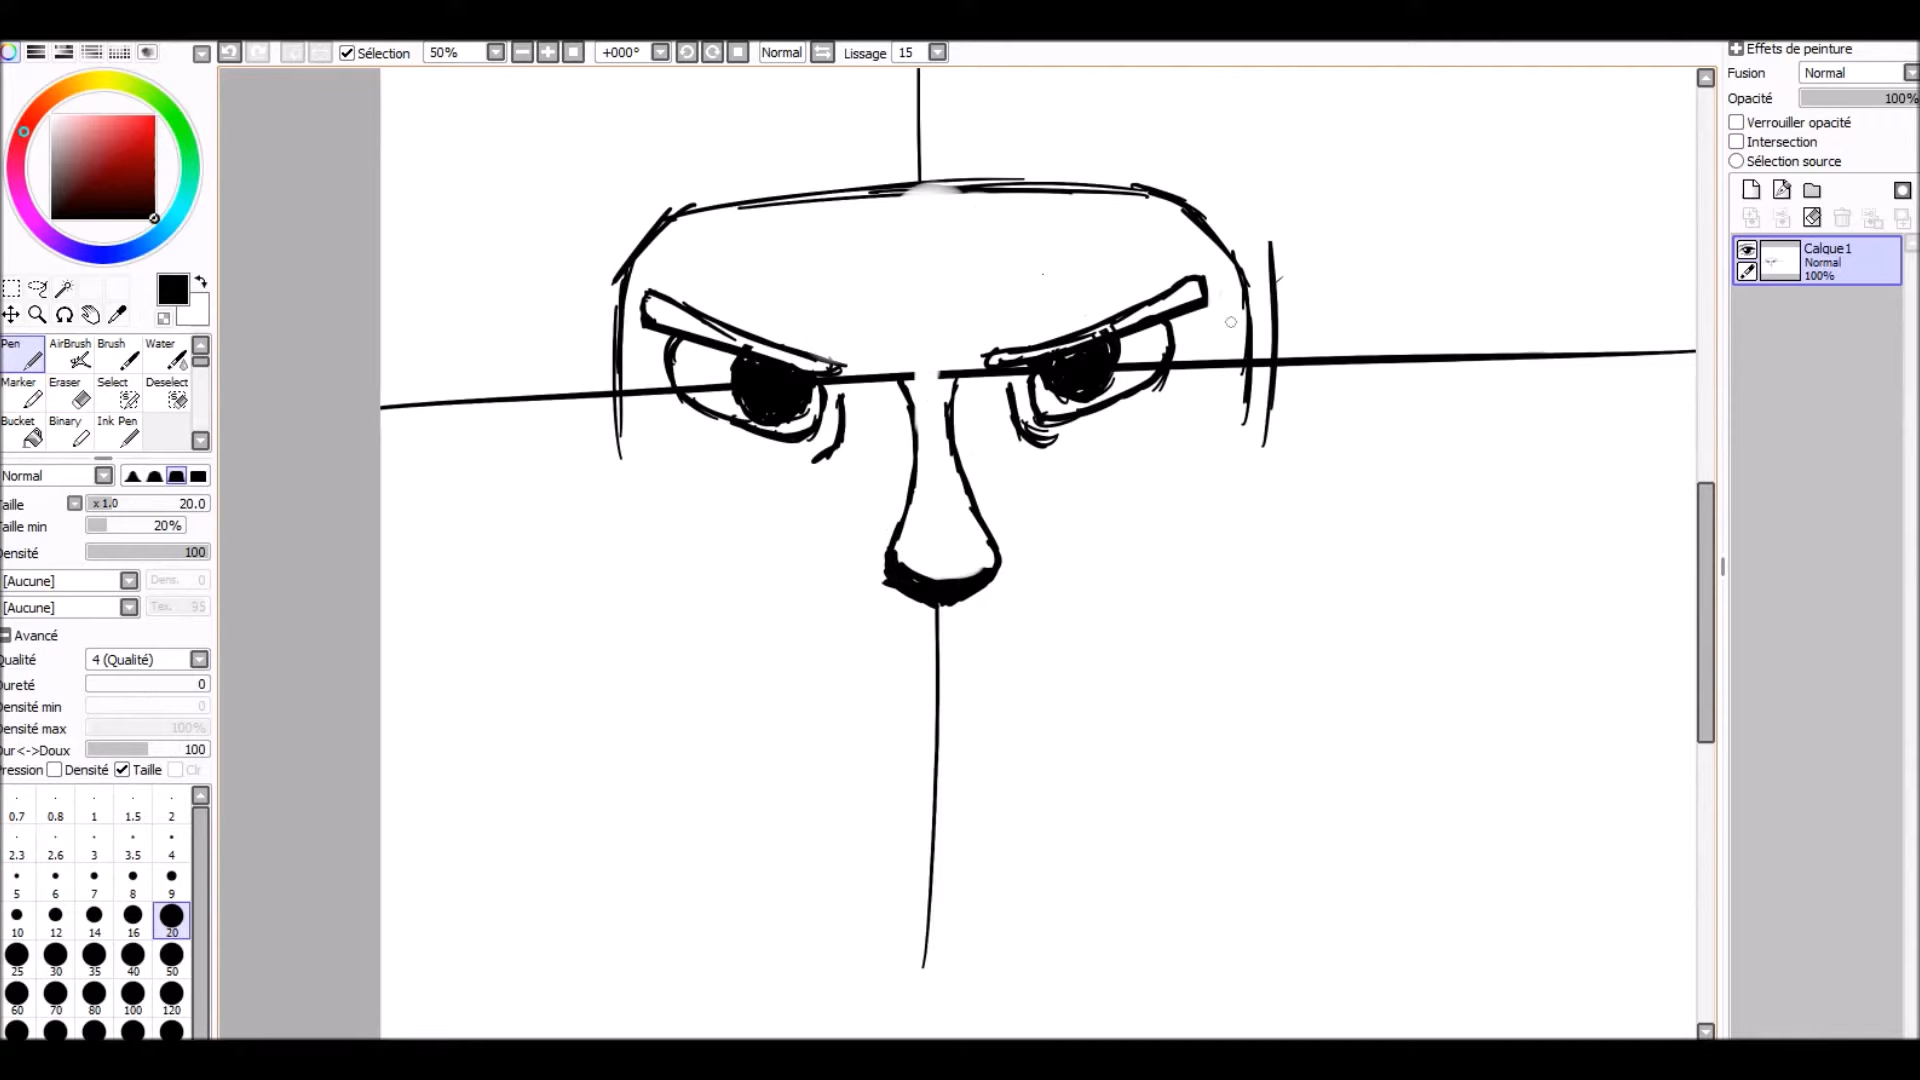 Sélection 50% +000° Normal Lissage 15
Effets de peinture
Fusion Normal
Opacité 100%
Verrouiller opacité
Intersection
Sélection source
Calque1
Normal
100%
Pen AirBrush Brush Water
Marker Eraser Select Deselect
Bucket Binary Ink Pen
Normal
Taille x 1.0 20.0
Taille min 20%
Densité 100
[Aucune] Dens. 0
[Aucune] Tex. 95
Avancé
Qualité 4 (Qualité)
Dureté 0
Densité min 0
Densité max 100%
Dur<->Doux 100
Pression Densité Taille
0.7 0.8 1 1.5 2
2.3 2.6 3 3.5 4
5 6 7 8 9
10 12 14 16 20
25 30 35 40 50
60 70 80 100 120